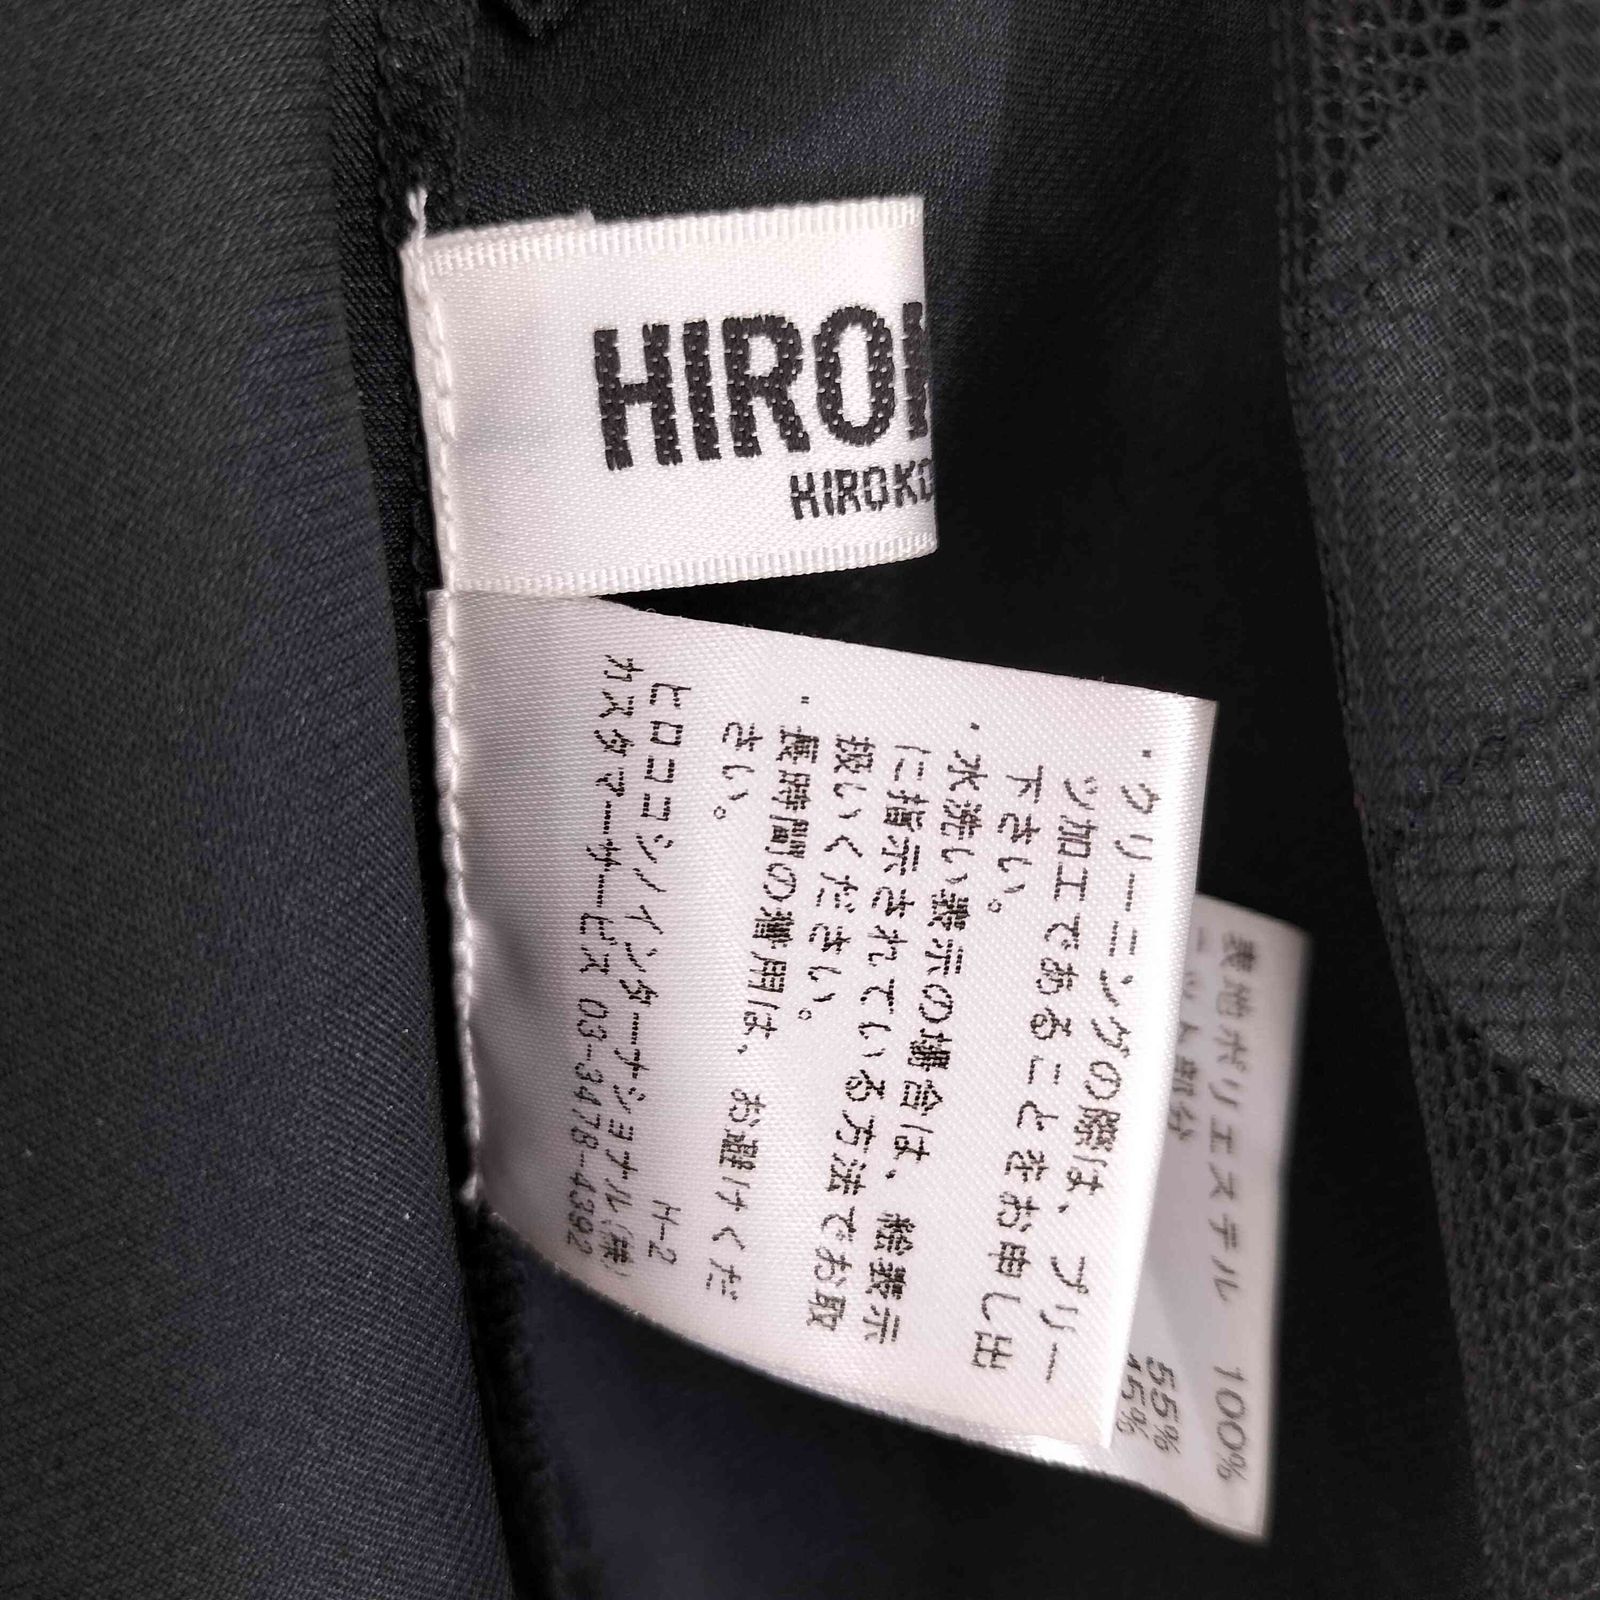 HIROK
HIROKO
・クリーニングの際は、プリー
ツ加工であることをお申し出
下さい。
・水洗い表示の場合は、絵表示
に指示されている方法でお取
扱いください。
・長時間の着用は、お避けくだ
さい。
H-2
ヒロココシノインターナショナル(株)
カスタマーサービス 03-3478-4392
表地ポリエステル 100%
ニット部分
55%
45%